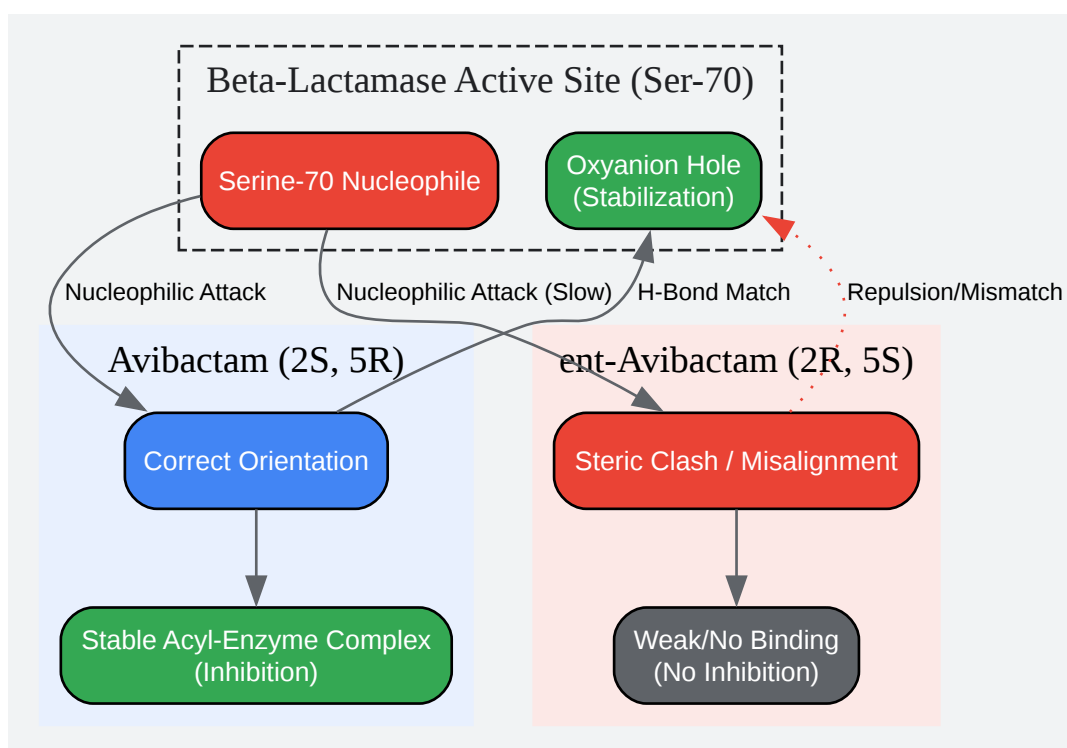 Beta-Lactamase Active Site (Ser-70)
Serine-70 Nucleophile
Oxyanion Hole
(Stabilization)
Nucleophilic Attack
Nucleophilic Attack (Slow)
H-Bond Match
Repulsion/Mismatch
Avibactam (2S, 5R)
ent-Avibactam (2R, 5S)
Correct Orientation
Steric Clash / Misalignment
Stable Acyl-Enzyme Complex
(Inhibition)
Weak/No Binding
(No Inhibition)